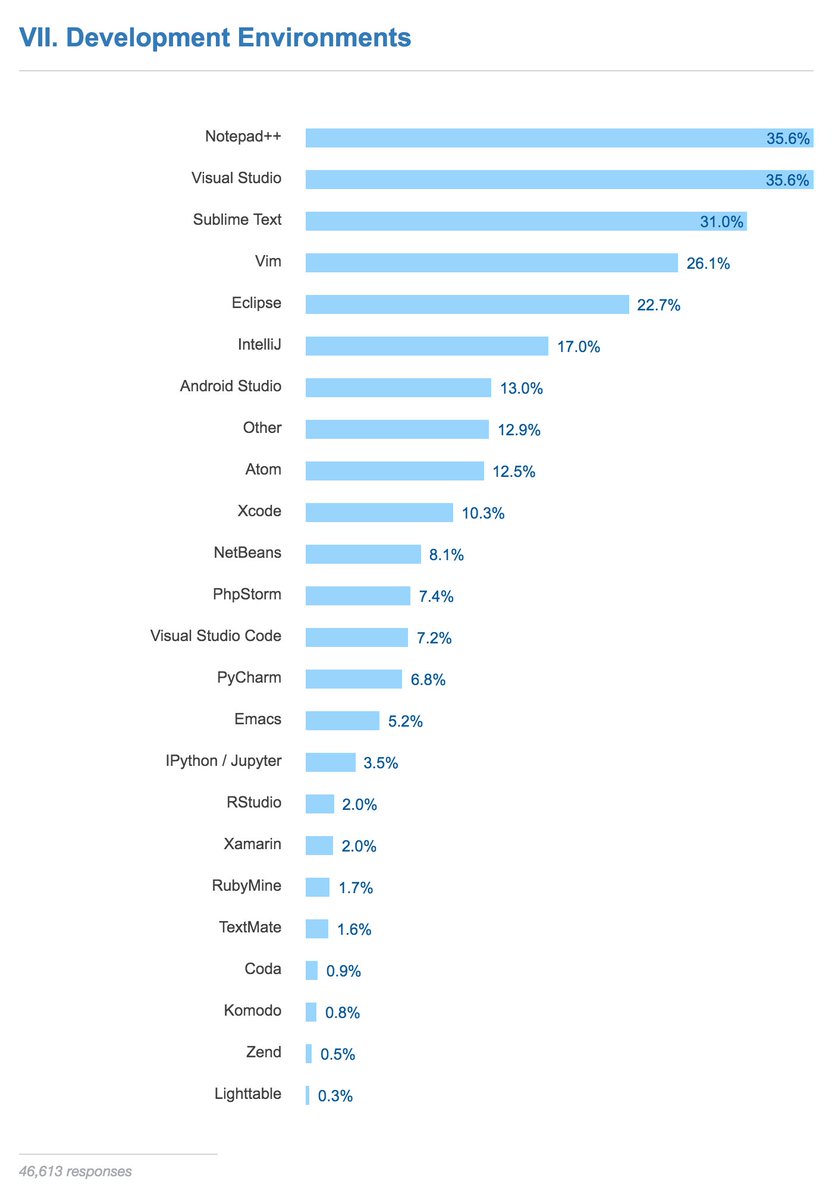 VII. Development Environments
Notepad++ 35.6%
Visual Studio 35.6%
Sublime Text 31.0%
Vim 26.1%
Eclipse 22.7%
IntelliJ 17.0%
Android Studio 13.0%
Other 12.9%
Atom 12.5%
Xcode 10.3%
NetBeans 8.1%
PhpStorm 7.4%
Visual Studio Code 7.2%
PyCharm 6.8%
Emacs 5.2%
IPython / Jupyter 3.5%
RStudio 2.0%
Xamarin 2.0%
RubyMine 1.7%
TextMate 1.6%
Coda 0.9%
Komodo 0.8%
Zend 0.5%
Lighttable 0.3%
46,613 responses